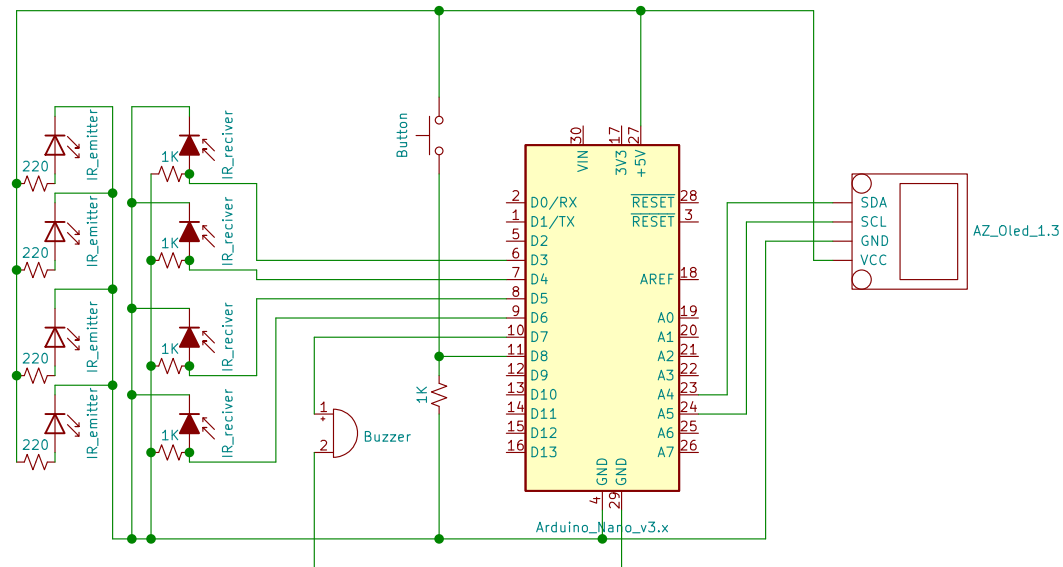 IR_emitter
220
IR_emitter
220
IR_emitter
220
IR_emitter
220
IR_reciver
1K
IR_reciver
1K
IR_reciver
1K
IR_reciver
1K
Button
1K
1
+
2
Buzzer
30
VIN
17
3V3
27
+5V
2 D0/RX
1 D1/TX
5 D2
6 D3
7 D4
8 D5
9 D6
10 D7
11 D8
12 D9
13 D10
14 D11
15 D12
16 D13
RESET 28
RESET 3
AREF 18
A0 19
A1 20
A2 21
A3 22
A4 23
A5 24
A6 25
A7 26
GND
4
GND
29
Arduino_Nano_v3.x
SDA
SCL
GND
VCC
AZ_Oled_1.3